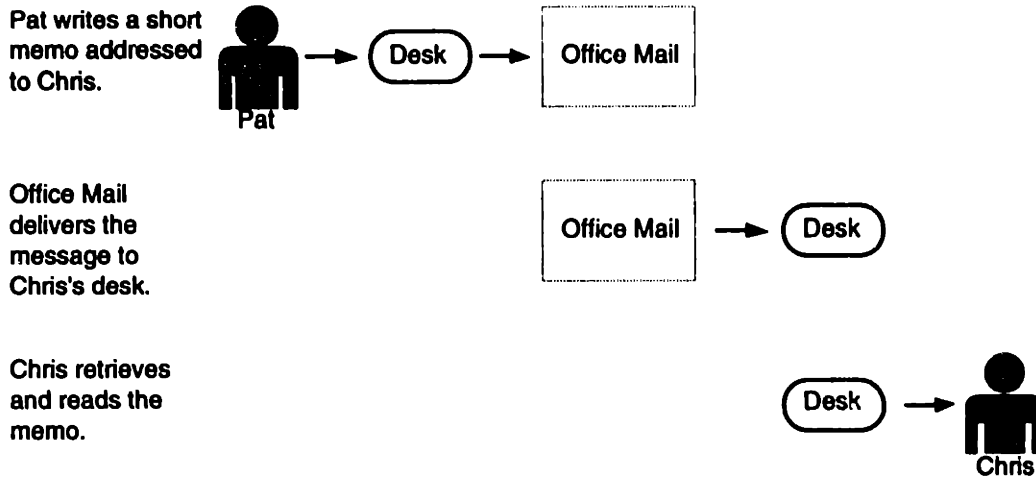 Pat writes a short
memo addressed
to Chris.
Desk
Office Mail
Pat
Office Mail
delivers the
message to
Chris's desk.
Office Mail
Desk
Chris retrieves
and reads the
memo.
Desk
Chris